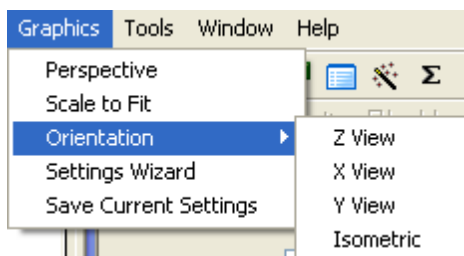 Graphics Tools Window Help
Perspective
Scale to Fit
Orientation
Settings Wizard
Save Current Settings
Σ
Z View
X View
Y View
Isometric